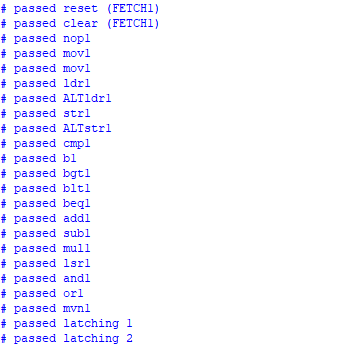 # passed reset (FETCH1)
# passed clear (FETCH1)
# passed nop1
# passed mov1
# passed mov1
# passed ldr1
# passed ALTldr1
# passed str1
# passed ALTstr1
# passed cmp1
# passed b1
# passed bgt1
# passed blt1
# passed beq1
# passed add1
# passed sub1
# passed mul1
# passed lsr1
# passed and1
# passed or1
# passed mvn1
# passed latching 1
# passed latching 2